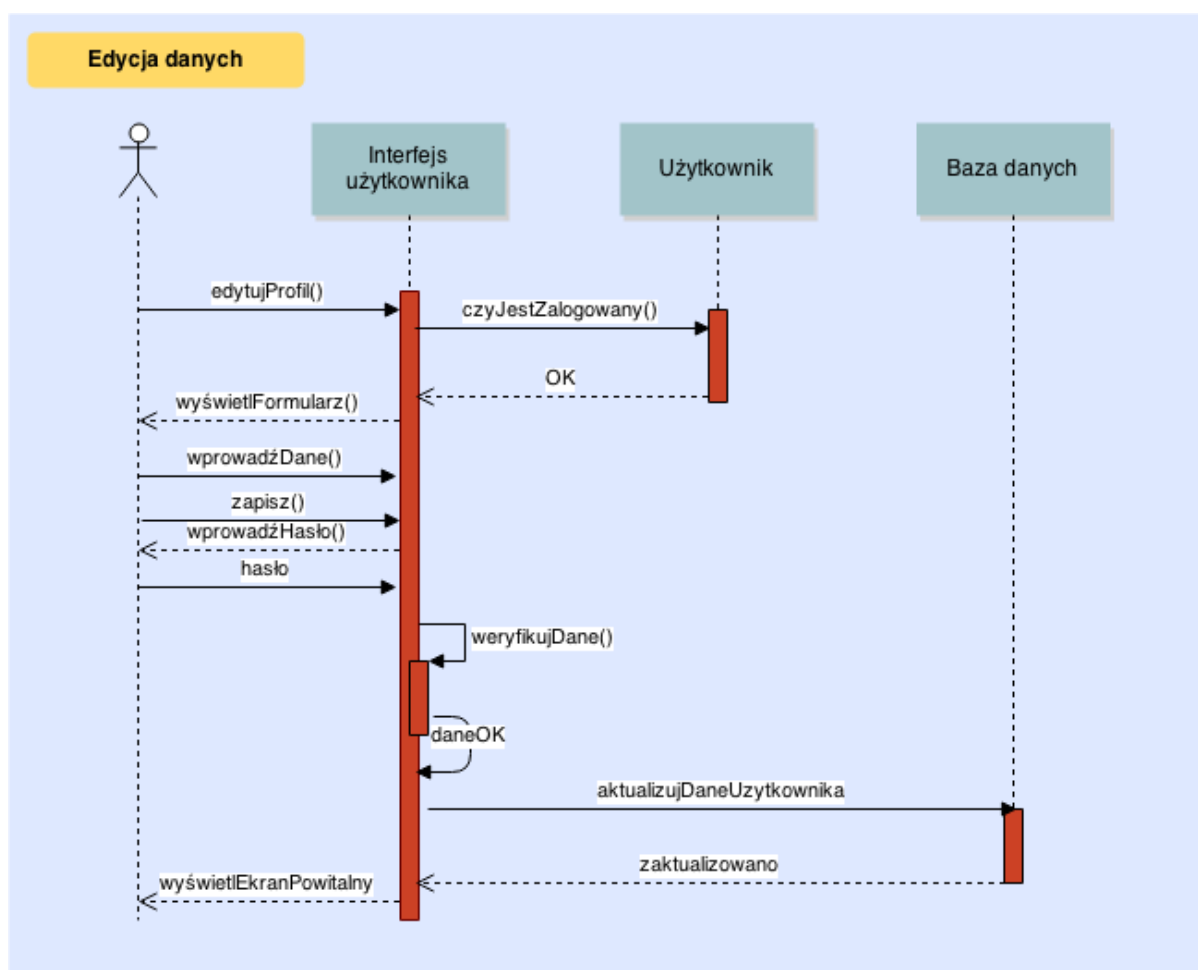 Edycja danych
Interfejs
użytkownika
Użytkownik
Baza danych
edytujProfil()
czyJestZalogowany()
OK
wyświetlFormularz()
wprowadźDane()
zapisz()
wprowadźHasło()
hasło
weryfikujDane()
daneOK
aktualizujDaneUzytkownika
zaktualizowano
wyświetlEkranPowitalny